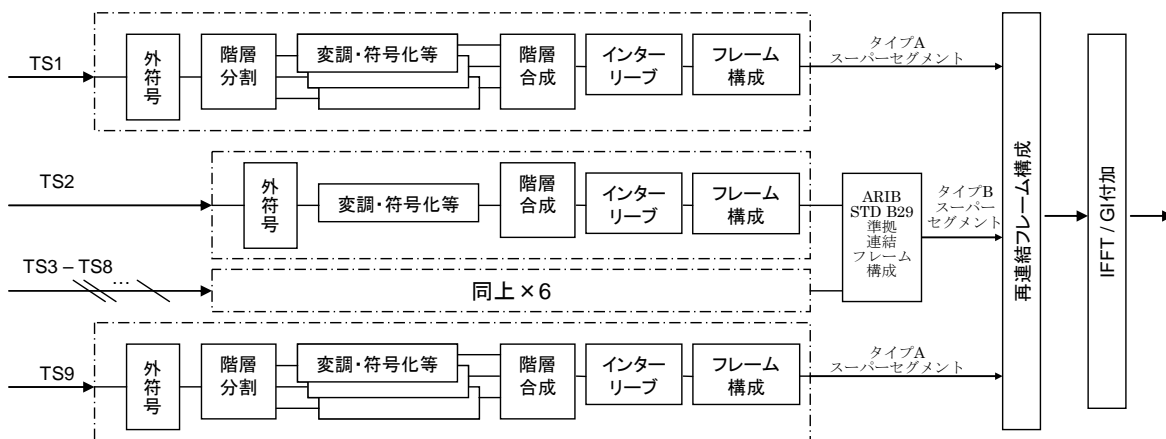 TS1
外
符
号
階層
分割
変調・符号化等
階層
合成
インター
リーブ
フレーム
構成
タイプA
スーパーセグメント
TS2
外
符
号
変調・符号化等
階層
合成
インター
リーブ
フレーム
構成
ARIB
STD B29
準拠
連結
フレーム
構成
タイプB
スーパー
セグメント
TS3 – TS8
…
同上×6
TS9
外
符
号
階層
分割
変調・符号化等
階層
合成
インター
リーブ
フレーム
構成
タイプA
スーパーセグメント
再連結フレーム構成
IFFT / GI付加